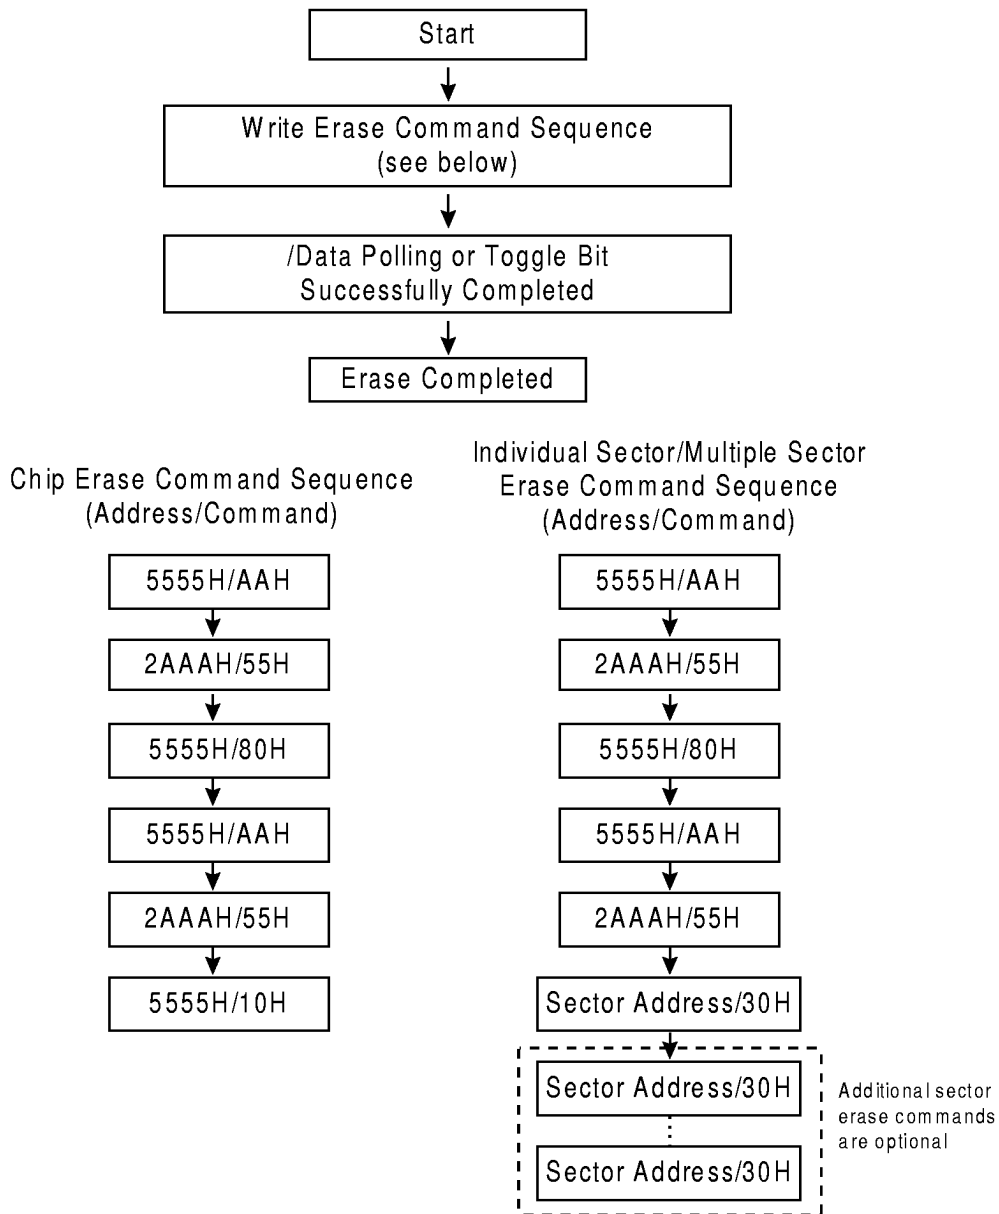 Start
Write Erase Command Sequence
(see below)
/Data Polling or Toggle Bit
Successfully Completed
Erase Completed
Chip Erase Command Sequence
(Address/Command)
5555H/AAH
2AAAH/55H
5555H/80H
5555H/AAH
2AAAH/55H
5555H/10H
Individual Sector/Multiple Sector
Erase Command Sequence
(Address/Command)
5555H/AAH
2AAAH/55H
5555H/80H
5555H/AAH
2AAAH/55H
Sector Address/30H
Sector Address/30H
Sector Address/30H
Additional sector
erase commands
are optional